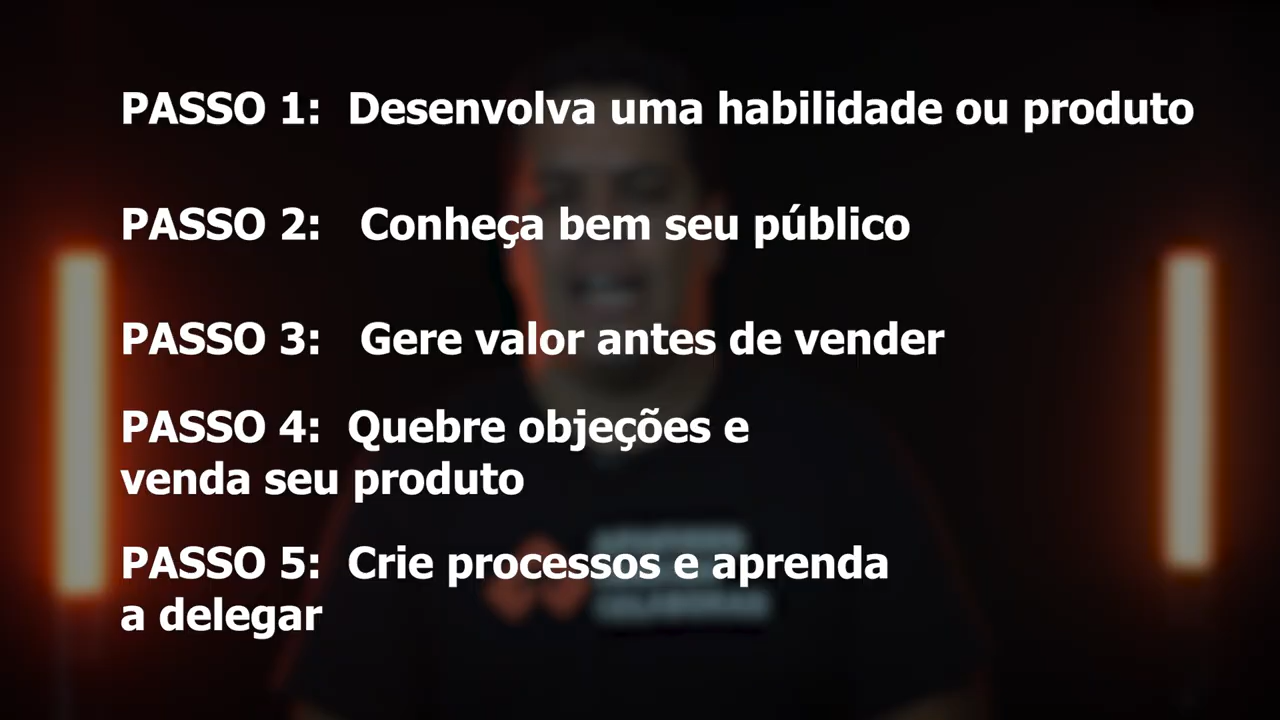 PASSO 1: Desenvolva uma habilidade ou produto
PASSO 2: Conheça bem seu público
PASSO 3: Gere valor antes de vender
PASSO 4: Quebre objeções e
venda seu produto
PASSO 5: Crie processos e aprenda
a delegar